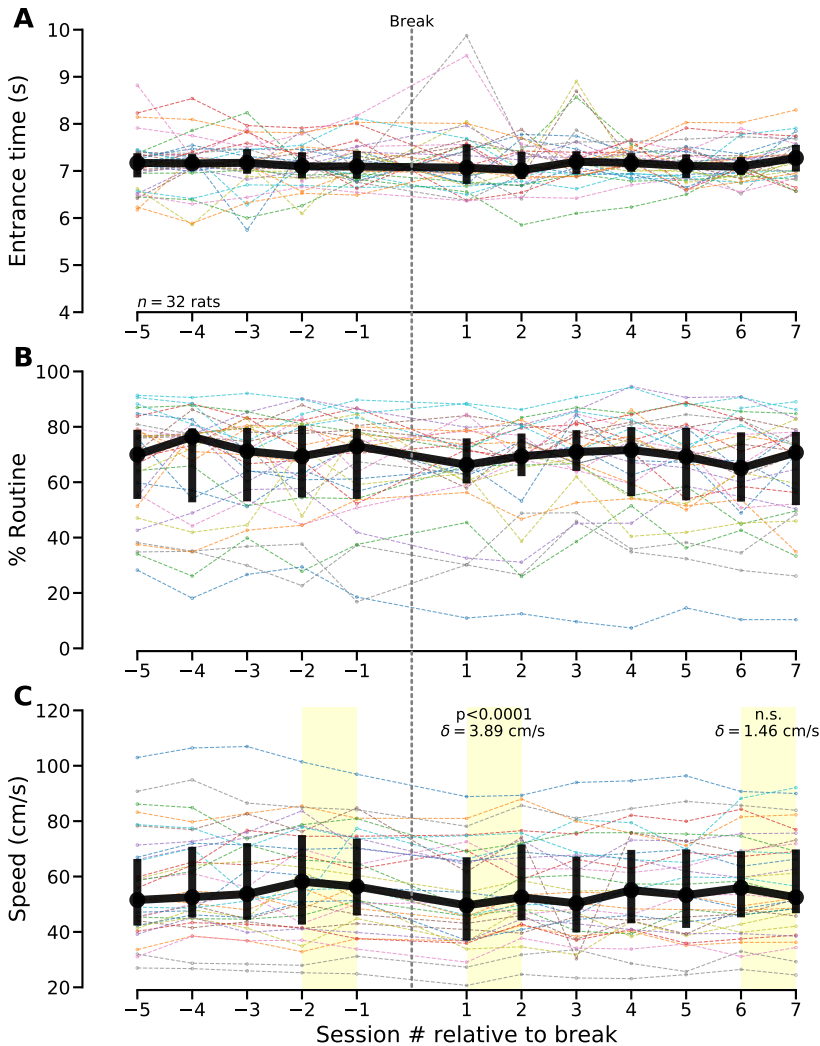 A
Break
10
9
8
7
6
5
4
Entrance time (s)
n = 32 rats
−5 −4 −3 −2 −1 1 2 3 4 5 6 7
B
100
80
60
40
20
0
% Routine
−5 −4 −3 −2 −1 1 2 3 4 5 6 7
C
120
100
80
60
40
20
Speed (cm/s)
p<0.0001
δ = 3.89 cm/s
n.s.
δ = 1.46 cm/s
−5 −4 −3 −2 −1 1 2 3 4 5 6 7
Session # relative to break